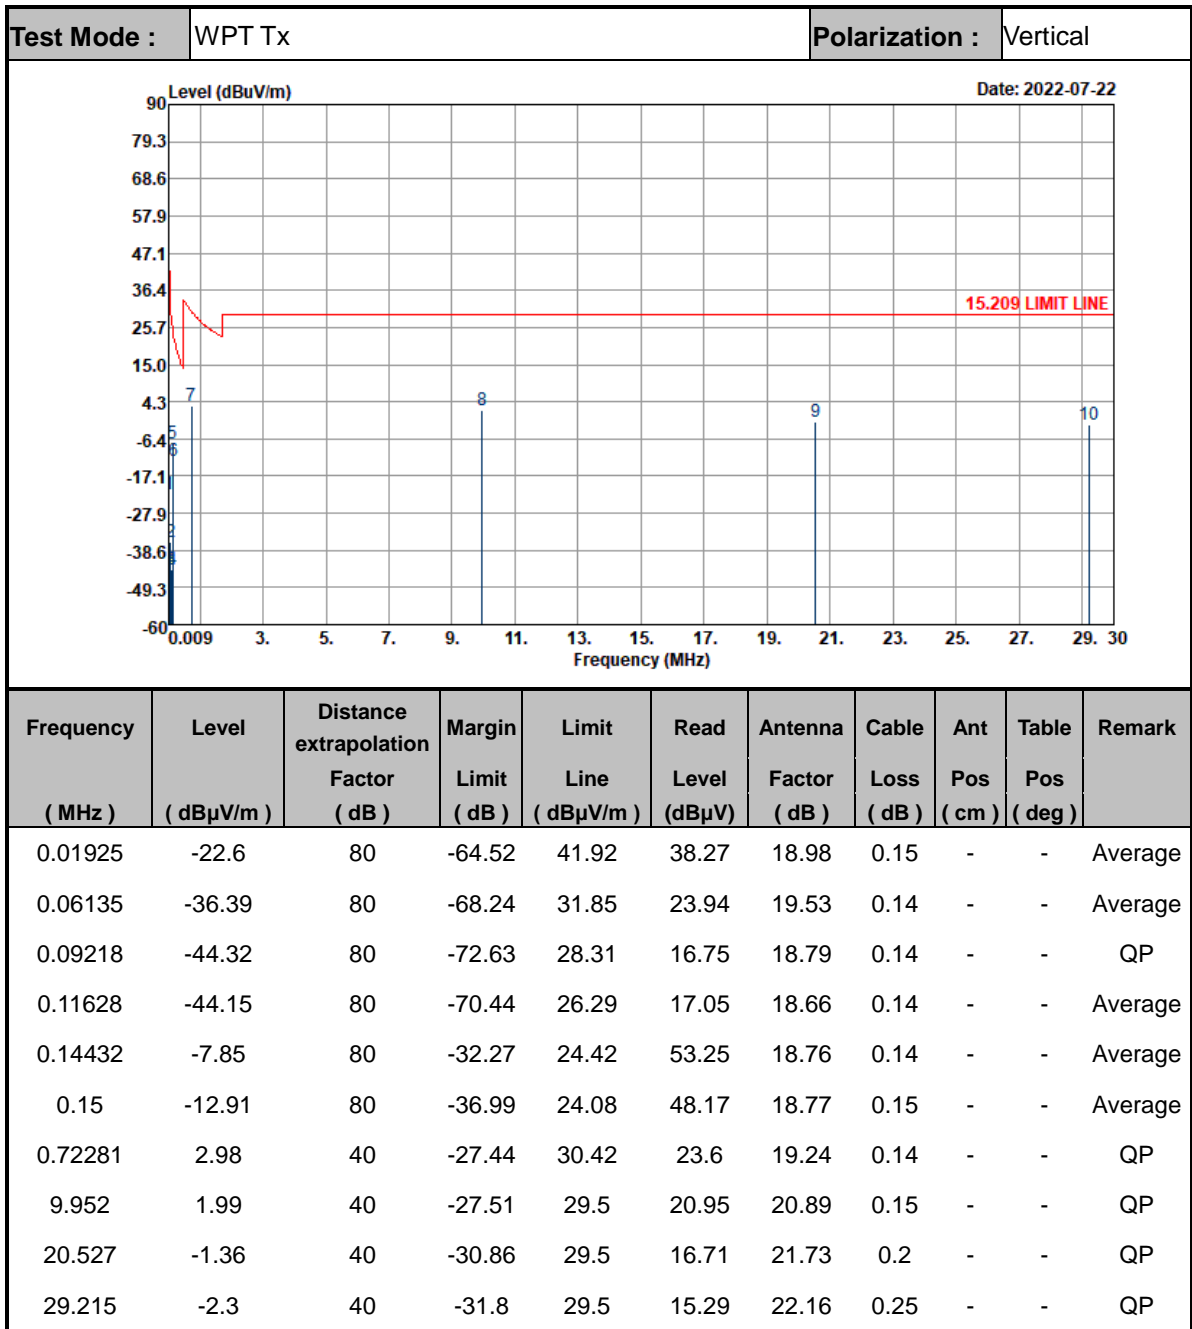 Test Mode : WPT Tx Polarization : Vertical
Level (dBuV/m) Date: 2022-07-22
90
79.3
68.6
57.9
47.1
36.4
15.209 LIMIT LINE
25.7
15.0
7
8
4.3
9
10
5
-6.4
6
-17.1
-27.9
2
-38.6
4
-49.3
-60
0.009 3. 5. 7. 9. 11. 13. 15. 17. 19. 21. 23. 25. 27. 29. 30
Frequency (MHz)
Frequency Level Distance extrapolation Margin Limit Read Antenna Cable Ant Table Remark
Factor Limit Line Level Factor Loss Pos Pos
( MHz ) ( dBµV/m ) ( dB ) ( dB ) ( dBµV/m ) (dBµV) ( dB ) ( dB ) ( cm ) ( deg )
0.01925 -22.6 80 -64.52 41.92 38.27 18.98 0.15 - - Average
0.06135 -36.39 80 -68.24 31.85 23.94 19.53 0.14 - - Average
0.09218 -44.32 80 -72.63 28.31 16.75 18.79 0.14 - - QP
0.11628 -44.15 80 -70.44 26.29 17.05 18.66 0.14 - - Average
0.14432 -7.85 80 -32.27 24.42 53.25 18.76 0.14 - - Average
0.15 -12.91 80 -36.99 24.08 48.17 18.77 0.15 - - Average
0.72281 2.98 40 -27.44 30.42 23.6 19.24 0.14 - - QP
9.952 1.99 40 -27.51 29.5 20.95 20.89 0.15 - - QP
20.527 -1.36 40 -30.86 29.5 16.71 21.73 0.2 - - QP
29.215 -2.3 40 -31.8 29.5 15.29 22.16 0.25 - - QP